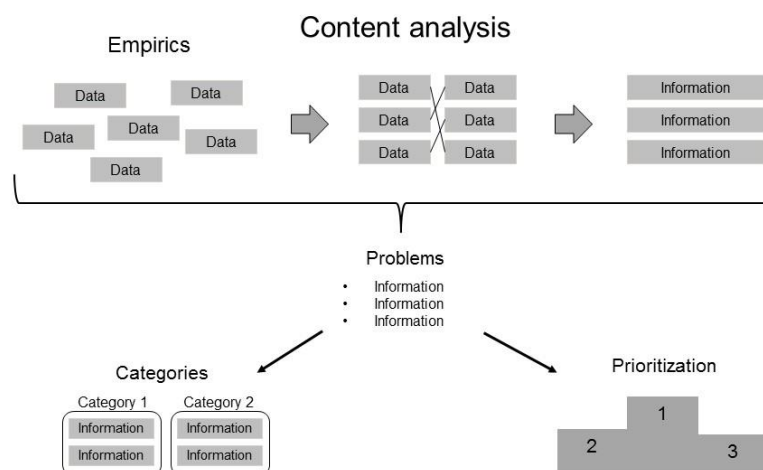 Content analysis
Empirics
Data
Data
Data
Data
Data
Data
Data Data
Data Data
Data Data
Information
Information
Information
Problems
• Information
• Information
• Information
Categories
Category 1 Category 2
Information Information
Information Information
Prioritization
1
2
3